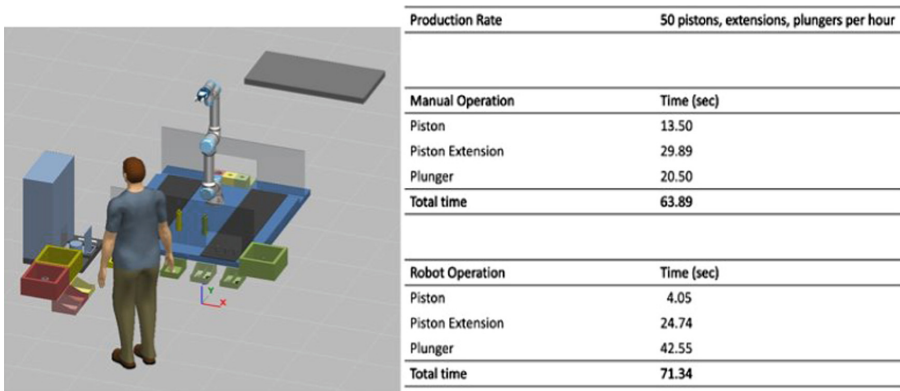 Production Rate 50 pistons, extensions, plungers per hour
Manual Operation Time (sec)
Piston 13.50
Piston Extension 29.89
Plunger 20.50
Total time 63.89
Robot Operation Time (sec)
Piston 4.05
Piston Extension 24.74
Plunger 42.55
Total time 71.34
Y
X